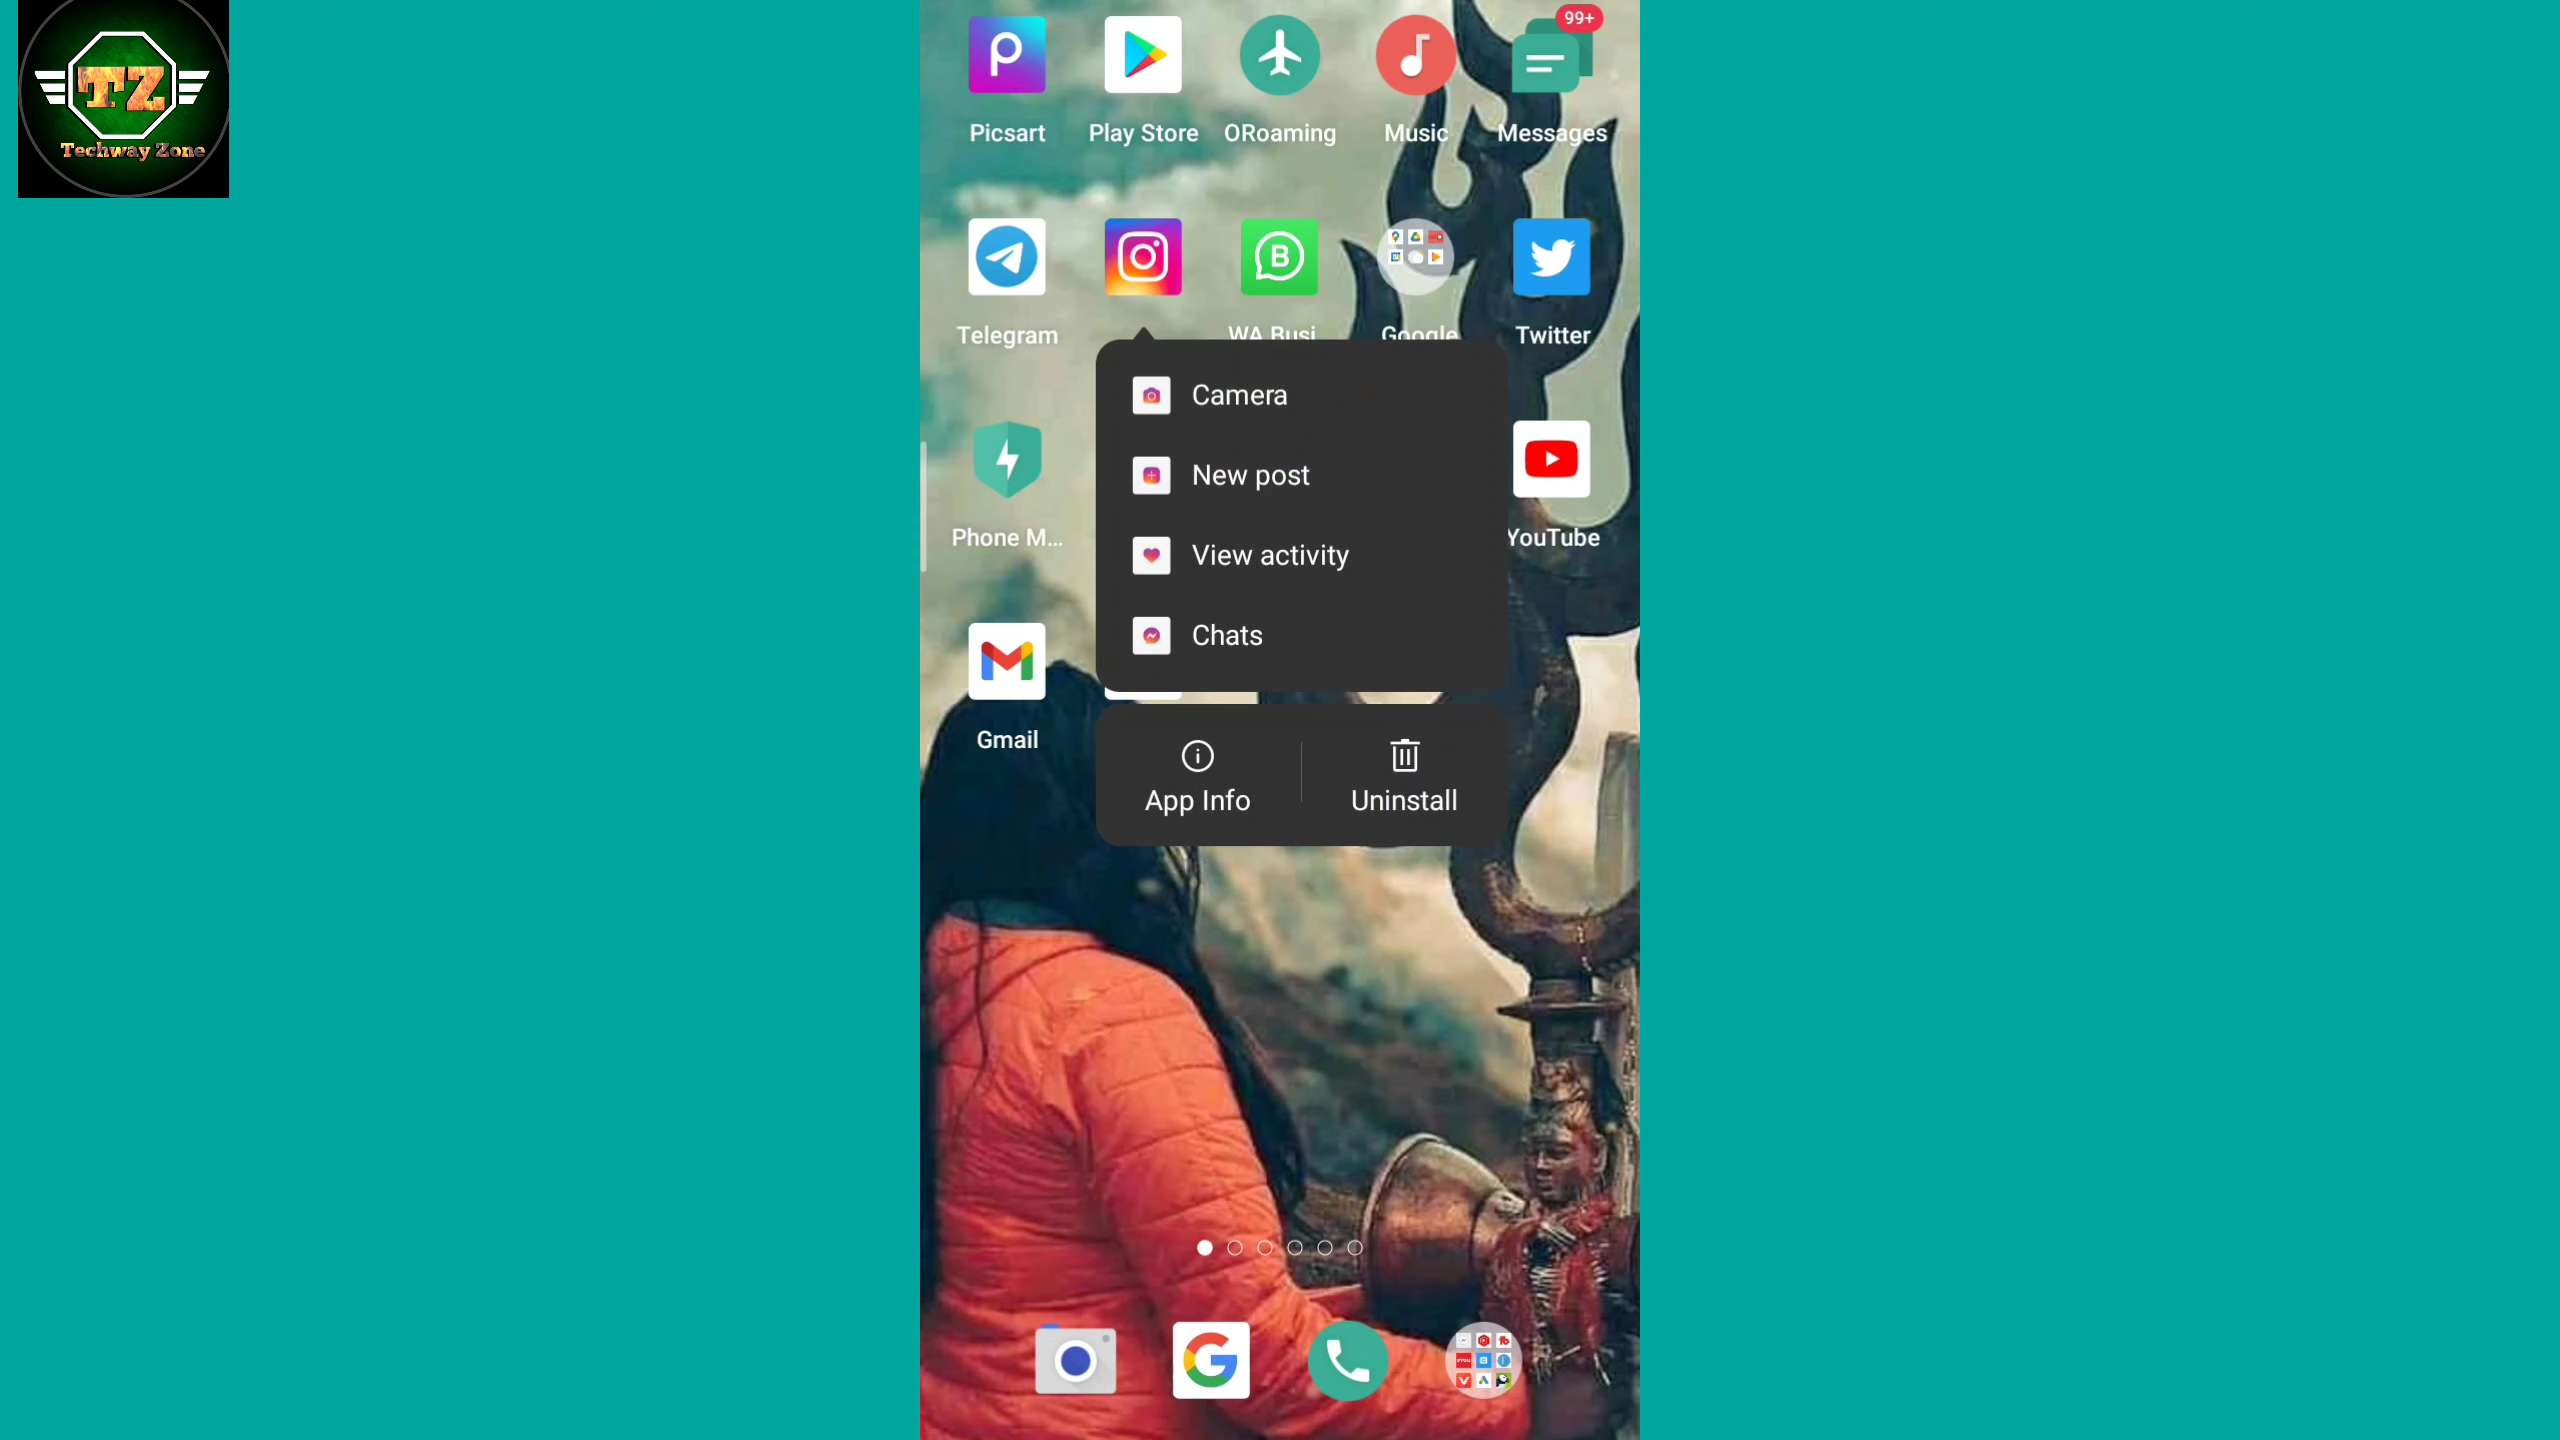 TZ
Techway Zone
99+
Picsart
Play Store
ORoaming
Music
Messages
Telegram
WA Busi
Google
Twitter
Camera
New post
View activity
Chats
Phone M...
YouTube
Gmail
App Info
Uninstall